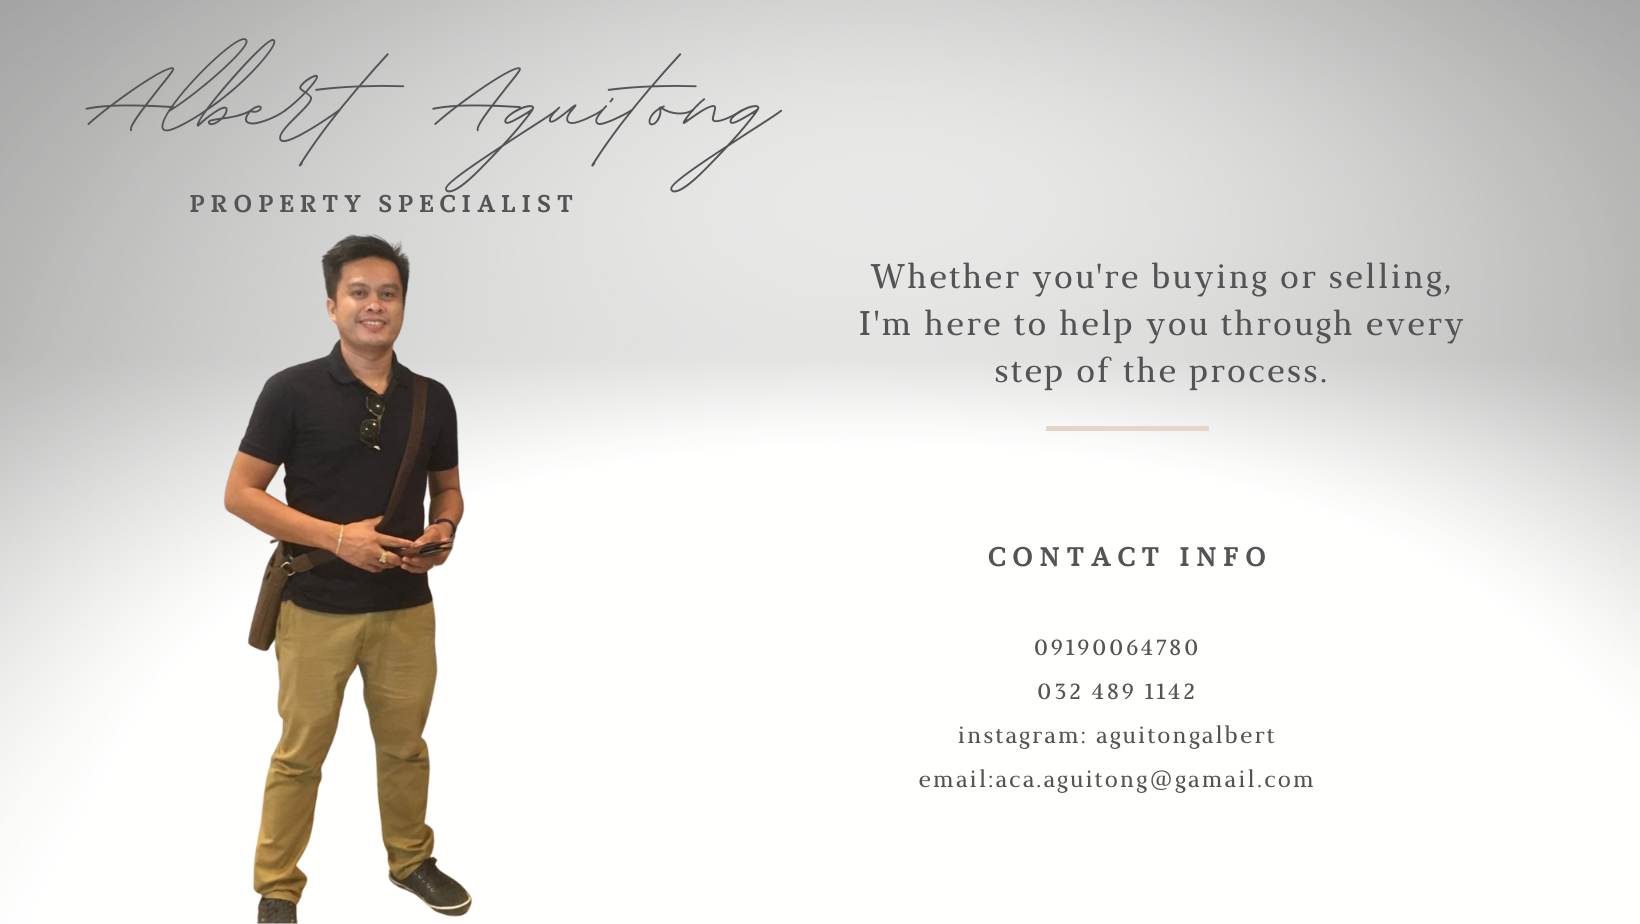 Albert Aguitong
PROPERTY SPECIALIST
Whether you're buying or selling,
I'm here to help you through every
step of the process.
CONTACT INFO
09190064780
032 489 1142
instagram: aguitongalbert
email:aca.aguitong@gamail.com